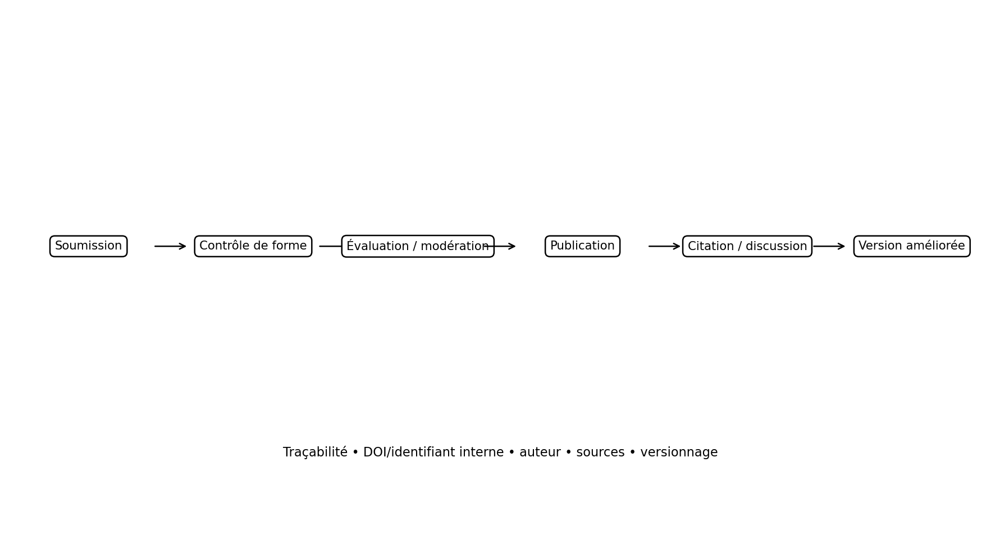 Soumission
Contrôle de forme
Évaluation / modération
Publication
Citation / discussion
Version améliorée
Traçabilité • DOI/identifiant interne • auteur • sources • versionnage